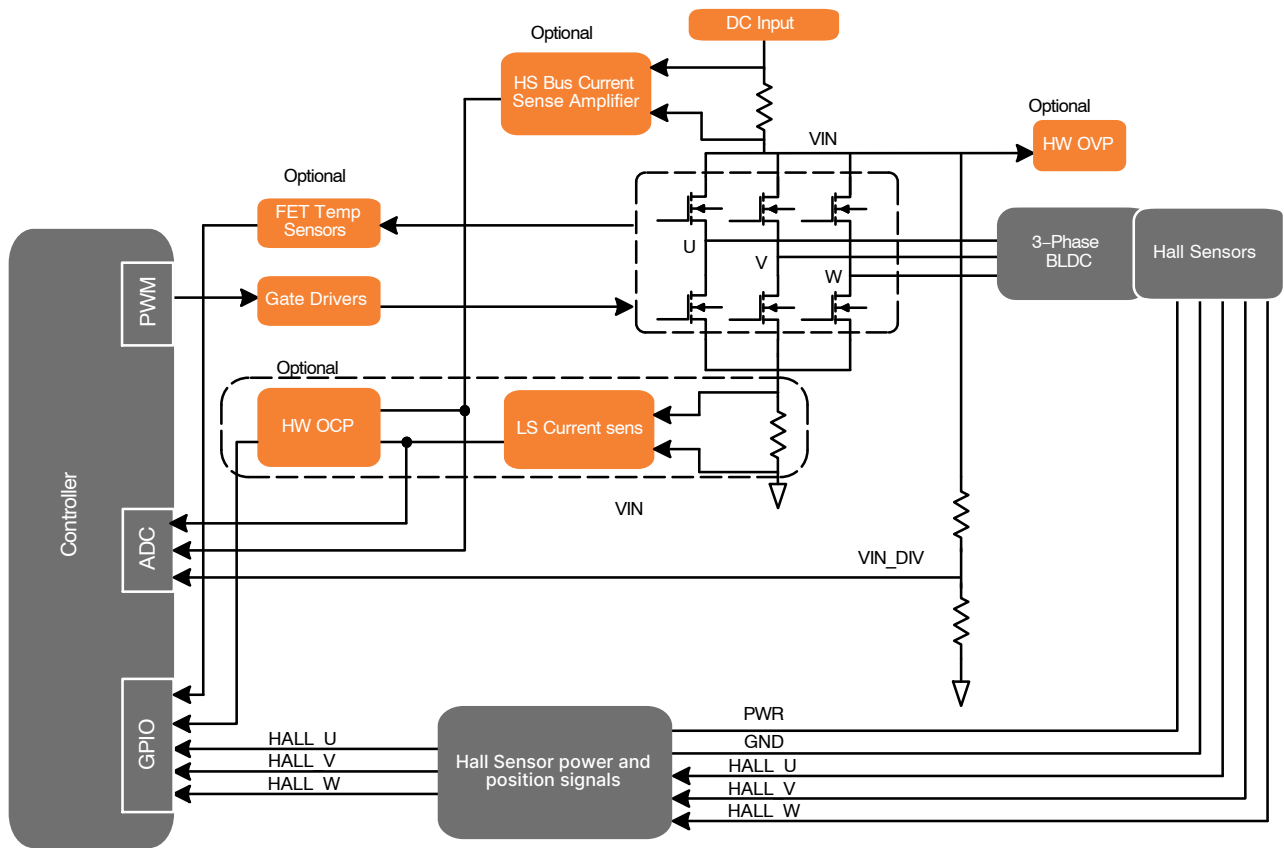 DC Input
Optional
HS Bus Current
Sense Amplifier
Optional
HW OVP
VIN
Optional
FET Temp
Sensors
U
V
W
3–Phase
BLDC
Hall Sensors
PWM
Gate Drivers
Optional
HW OCP
LS Current sens
VIN
Controller
ADC
VIN_DIV
GPIO
HALL_U
HALL_V
HALL_W
Hall Sensor power and
position signals
PWR
GND
HALL_U
HALL_V
HALL_W